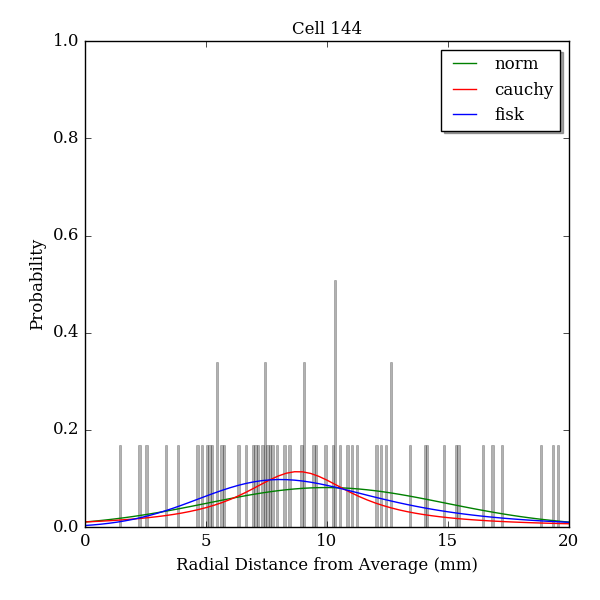 Cell 144
1.0
0.8
0.6
0.4
0.2
0.0
Probability
norm
cauchy
fisk
0 5 10 15 20
Radial Distance from Average (mm)